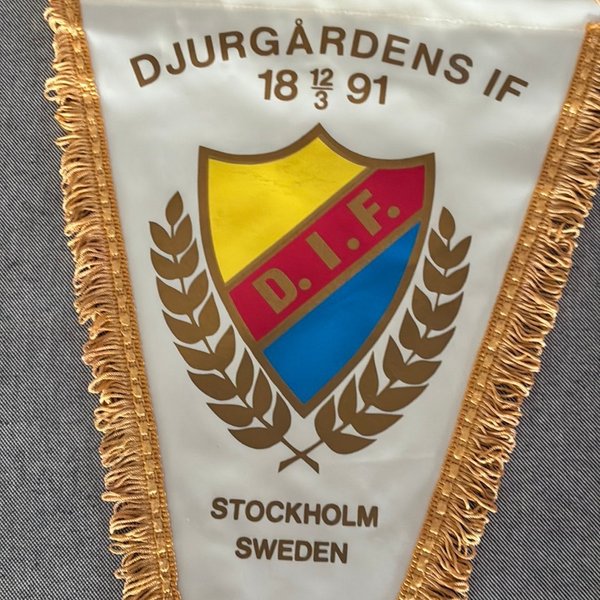 DJURGÅRDENS IF
18 12/3 91
D.I.F.
STOCKHOLM
SWEDEN